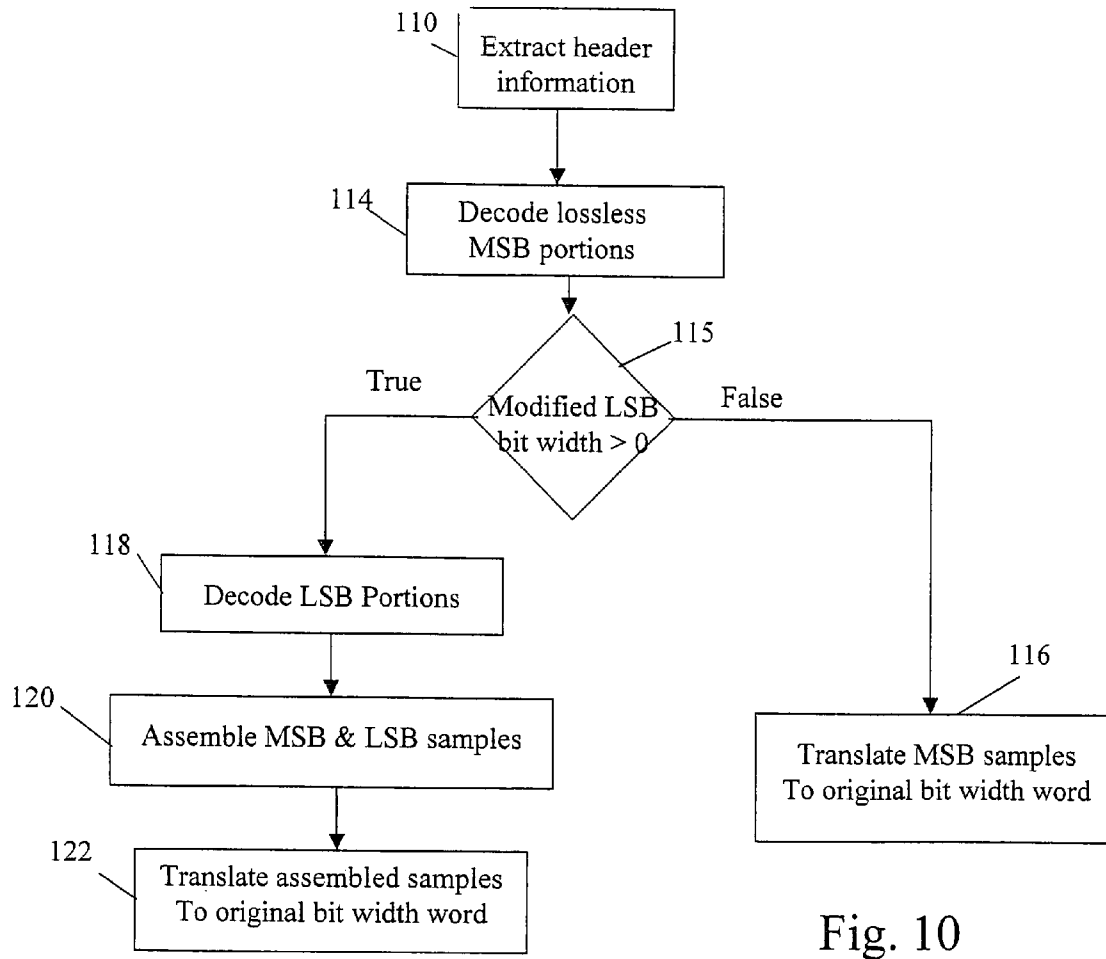 110
Extract header
information
114
Decode lossless
MSB portions
115
True
Modified LSB
bit width > 0
False
118
Decode LSB Portions
120
Assemble MSB & LSB samples
116
Translate MSB samples
To original bit width word
122
Translate assembled samples
To original bit width word
Fig. 10